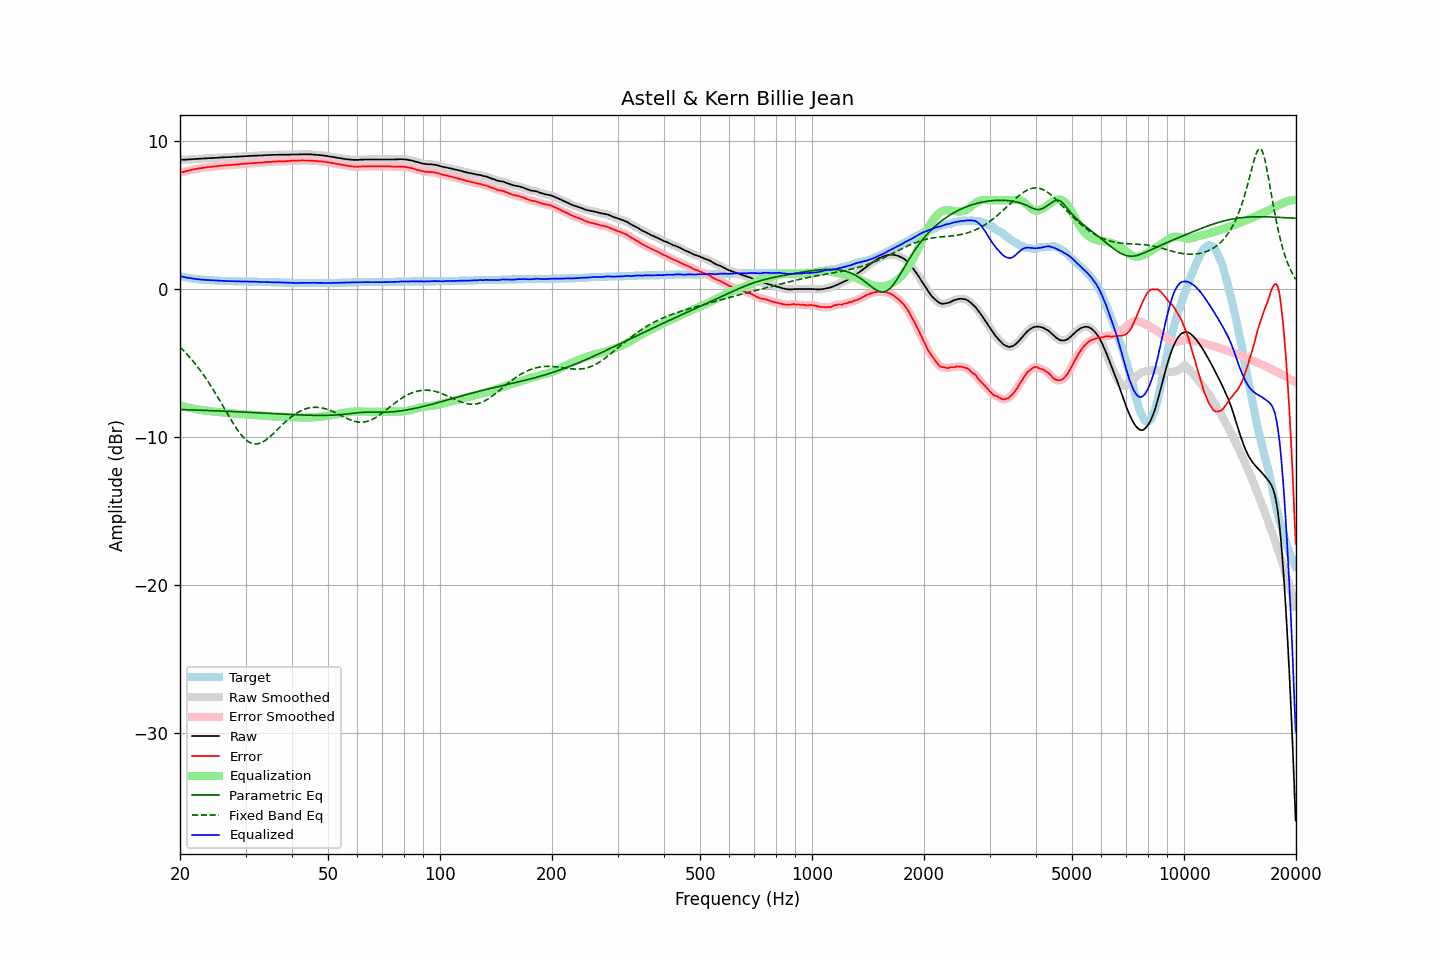 Astell & Kern Billie Jean
10
0
−10
−20
−30
Amplitude (dBr)
Target
Raw Smoothed
Error Smoothed
Raw
Error
Equalization
Parametric Eq
Fixed Band Eq
Equalized
20 50 100 200 500 1000 2000 5000 10000 20000
Frequency (Hz)